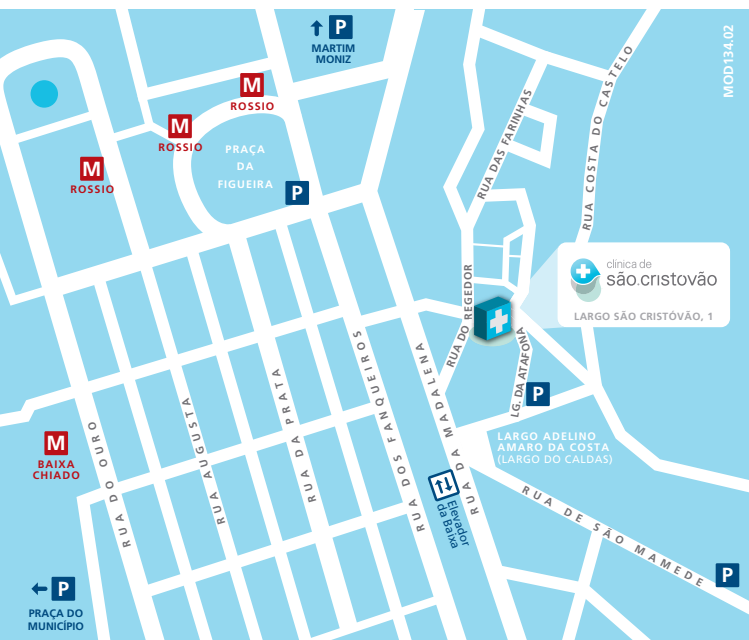 P
MARTIM
MONIZ
MOD134.02
M
ROSSIO
M
ROSSIO
M
ROSSIO
PRAÇA
DA
FIGUEIRA
P
RUA DAS FARINHAS
RUA COSTA DO CASTELO
clínica de
são.cristovão
LARGO SÃO CRISTÓVÃO, 1
RUA DO REGEDOR
LG. DA ATAFONA
P
LARGO ADELINO
AMARO DA COSTA
(LARGO DO CALDAS)
M
BAIXA
CHIADO
RUA DO OURO
RUA AUGUSTA
RUA DA PRATA
RUA DOS FANQUEIROS
RUA DA MADALENA
Elevador
da Baixa
RUA DE SÃO MAMEDE
P
P
PRAÇA DO
MUNICÍPIO